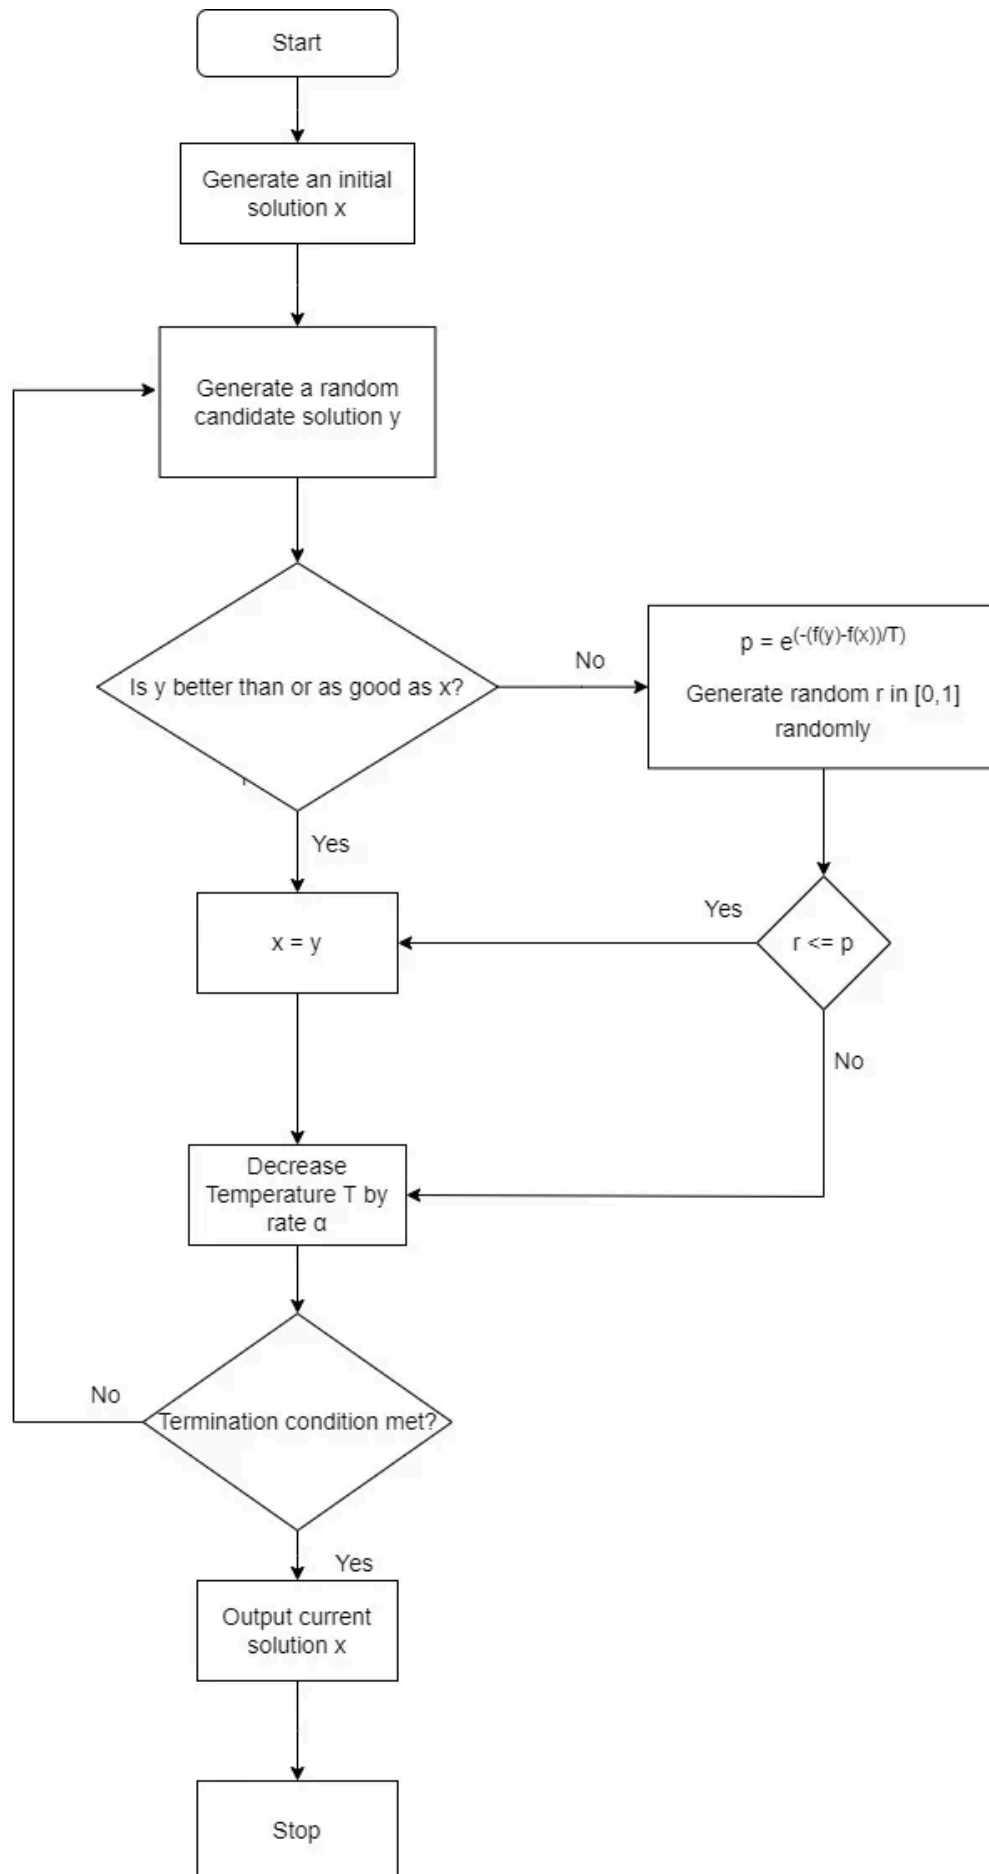 Start
Generate an initial
solution x
Generate a random
candidate solution y
Is y better than or as good as x?
No
p = e(-(f(y)-f(x))/T)
Generate random r in [0,1]
randomly
Yes
x = y
Yes
r <= p
No
Decrease
Temperature T by
rate α
No
Termination condition met?
Yes
Output current
solution x
Stop